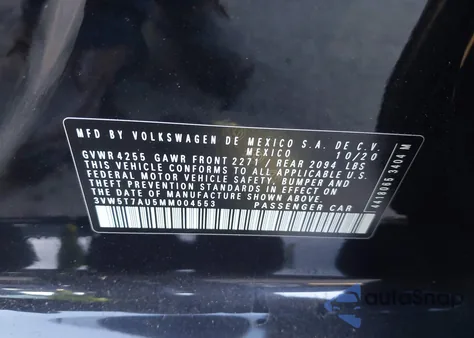 MFD BY VOLKSWAGEN DE MEXICO S.A. DE C.V.
GVWR 4255 GAWR FRONT 2271 / REAR 2094 LBS 10/20
THIS VEHICLE CONFORMS TO ALL APPLICABLE U.S.
FEDERAL MOTOR VEHICLE SAFETY, BUMPER AND
THEFT PREVENTION STANDARDS IN EFFECT ON
THE DATE OF MANUFACTURE SHOWN ABOVE.
3VW5T7AU5MM004553 PASSENGER CAR
3404 M
autosnap